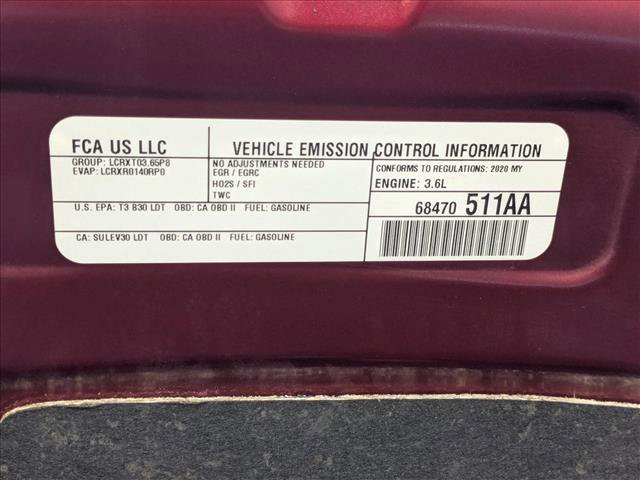 FCA US LLC
VEHICLE EMISSION CONTROL INFORMATION
GROUP: LCRXT03.65P8
EVAP: LCRXR0140RP0
NO ADJUSTMENTS NEEDED
EGR / EGRC
HO2S / SFI
TWC
CONFORMS TO REGULATIONS: 2020 MY
ENGINE: 3.6L
U.S. EPA: T3 B30 LDT OBD: CA OBD II FUEL: GASOLINE
68470 511AA
CA: SULEV30 LDT OBD: CA OBD II FUEL: GASOLINE